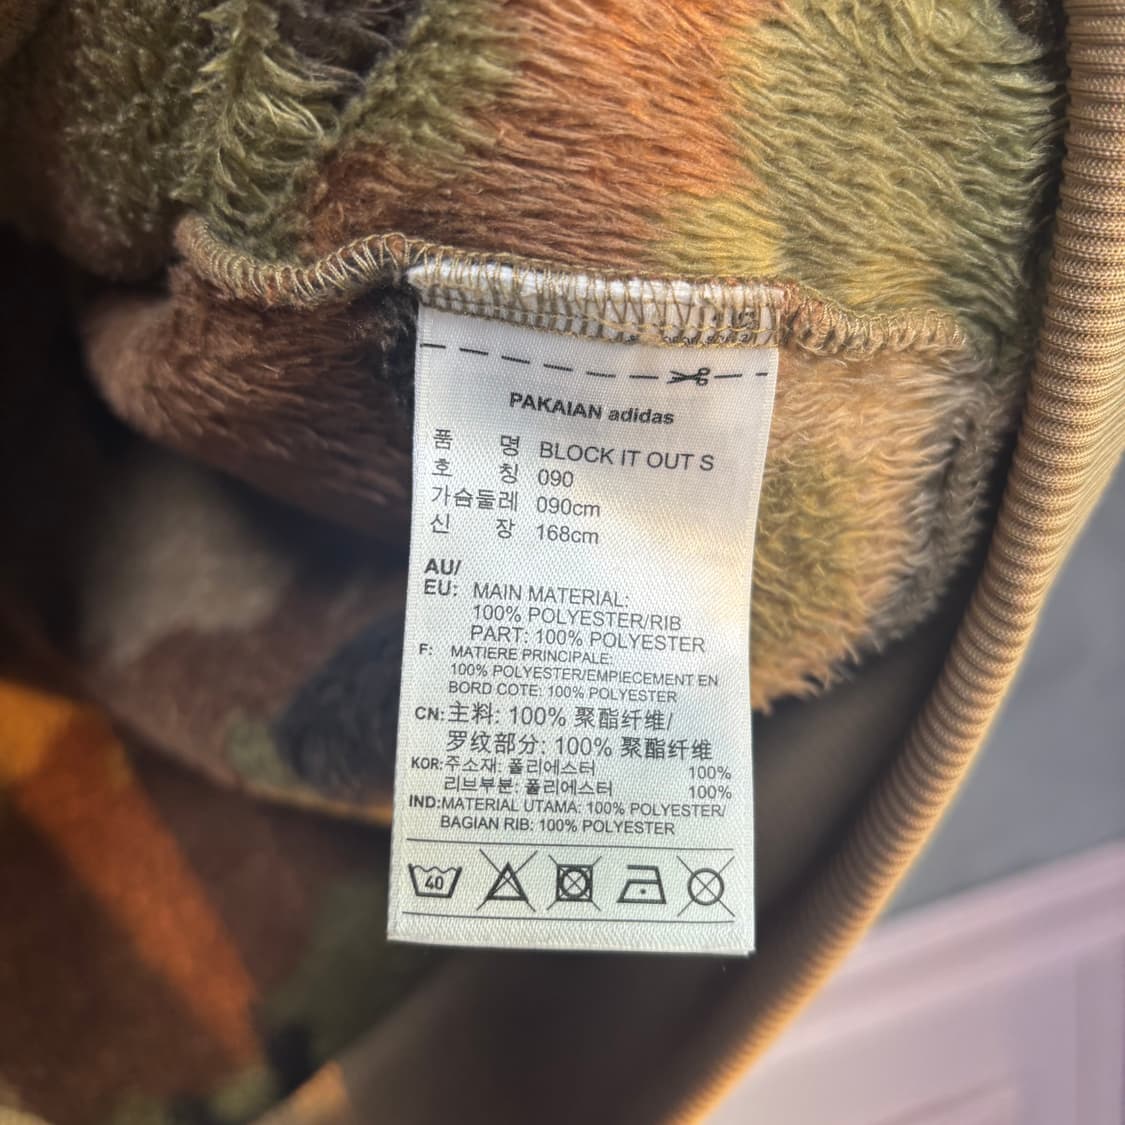 PAKAIAN adidas
품 명 BLOCK IT OUT S
호 칭 090
가슴둘레 090cm
신 장 168cm
AU/
EU: MAIN MATERIAL:
100% POLYESTER/RIB
PART: 100% POLYESTER
F: MATIERE PRINCIPALE:
100% POLYESTER/EMPIECEMENT EN
BORD COTE: 100% POLYESTER
CN:主料: 100% 聚酯纤维/
罗纹部分: 100% 聚酯纤维
KOR:주소재: 폴리에스터 100%
리브부분: 폴리에스터 100%
IND:MATERIAL UTAMA: 100% POLYESTER/
BAGIAN RIB: 100% POLYESTER
40